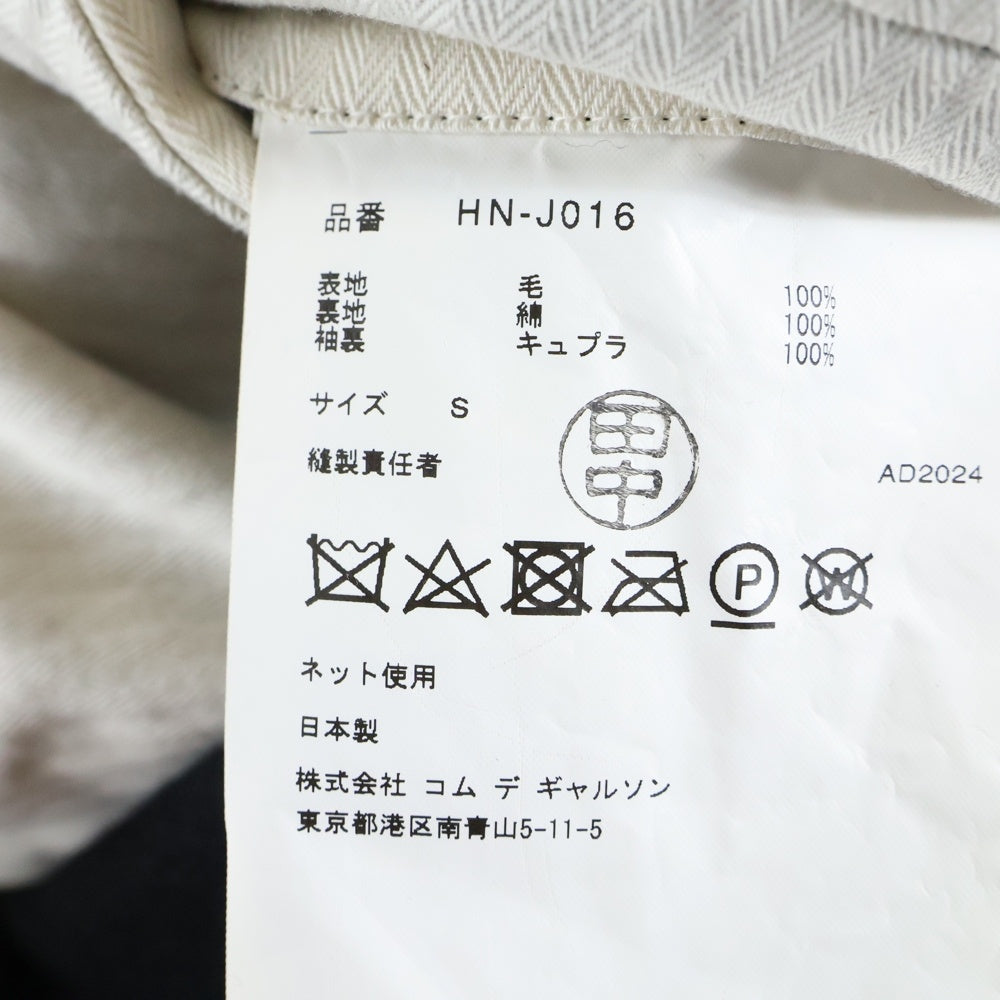 品番 HN-J016
表地 毛 100%
裏地 綿 100%
袖裏 キュプラ 100%
サイズ S
田中
縫製責任者 AD2024
P W
ネット使用
日本製
株式会社 コム デ ギャルソン
東京都港区南青山5-11-5